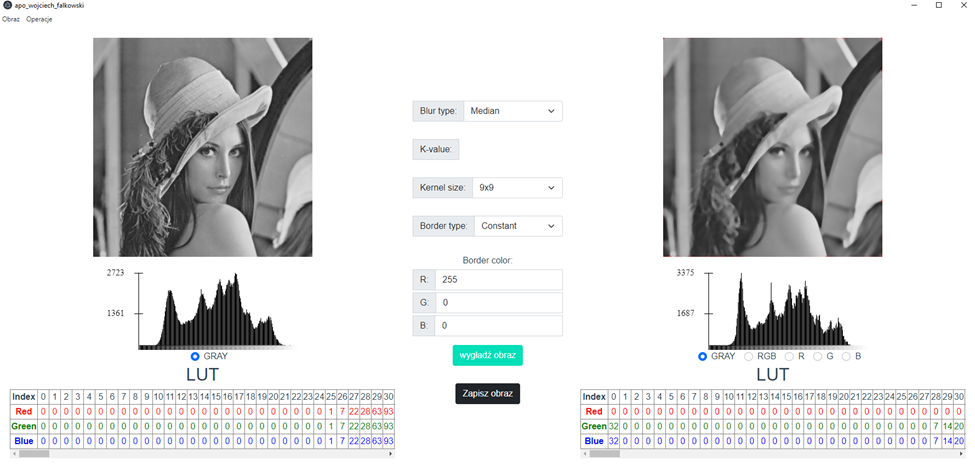 apo_wojciech_falkowski
Obraz Operacje
Blur type: Median
K-value:
Kernel size: 9x9
Border type: Constant
Border color:
R: 255
G: 0
B: 0
wygładź obraz
Zapisz obraz
2723
1361
GRAY
LUT
Index 0 1 2 3 4 5 6 7 8 9 10 11 12 13 14 15 16 17 18 19 20 21 22 23 24 25 26 27 28 29 30
Red 0 0 0 0 0 0 0 0 0 0 0 0 0 0 0 0 0 0 0 0 0 0 0 0 0 1 7 22 28 63 93
Green 0 0 0 0 0 0 0 0 0 0 0 0 0 0 0 0 0 0 0 0 0 0 0 0 0 1 7 22 28 63 93
Blue 0 0 0 0 0 0 0 0 0 0 0 0 0 0 0 0 0 0 0 0 0 0 0 0 0 1 7 22 28 63 93
3375
1687
GRAY RGB R G B
LUT
Index 0 1 2 3 4 5 6 7 8 9 10 11 12 13 14 15 16 17 18 19 20 21 22 23 24 25 26 27 28 29 30
Red 0 0 0 0 0 0 0 0 0 0 0 0 0 0 0 0 0 0 0 0 0 0 0 0 0 0 0 0 0 0 0
Green 32 0 0 0 0 0 0 0 0 0 0 0 0 0 0 0 0 0 0 0 0 0 0 0 0 0 0 0 7 14 20
Blue 32 0 0 0 0 0 0 0 0 0 0 0 0 0 0 0 0 0 0 0 0 0 0 0 0 0 0 0 7 14 20